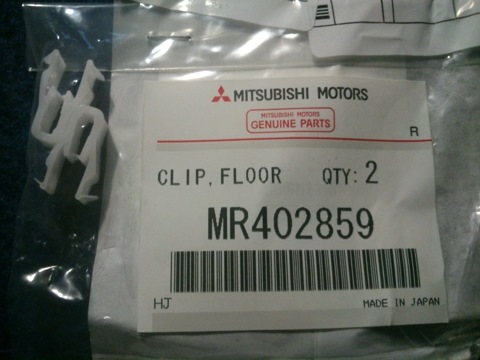 MITSUBISHI MOTORS
MITSUBISHI MOTORS
GENUINE PARTS
R
CLIP, FLOOR QTY: 2
MR402859
HJ MADE IN JAPAN